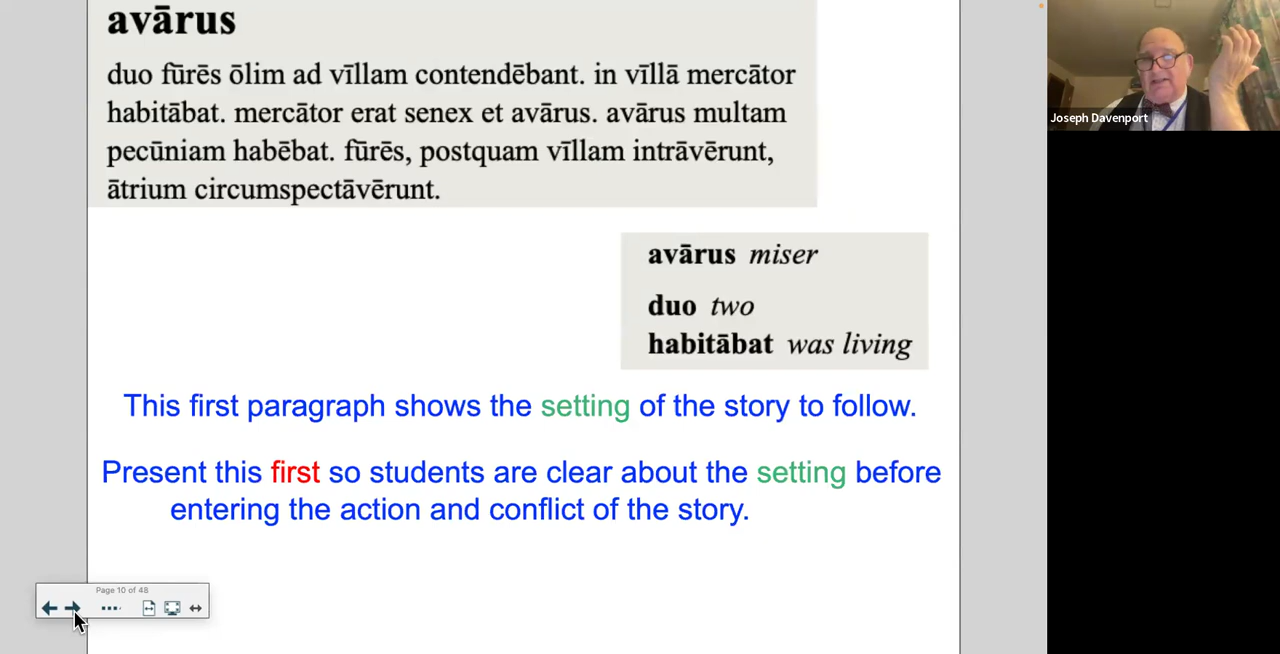 avārus
duo fūrēs ōlim ad vīllam contendēbant. in vīllā mercātor
habitābat. mercātor erat senex et avārus. avārus multam
pecūniam habēbat. fūrēs, postquam vīllam intrāvērunt,
ātrium circumspectāvērunt.
avārus miser
duo two
habitābat was living
This first paragraph shows the setting of the story to follow.
Present this first so students are clear about the setting before
entering the action and conflict of the story.
Page 10 of 48
Joseph Davenport